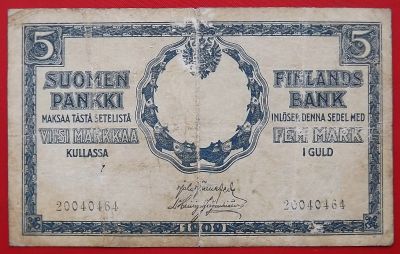 5
5
SUOMEN
PANKKI
MAKSAA TÄSTÄ SETELISTÄ
VIISI MARKKAA
KULLASSA
FINLANDS
BANK
INLÖSER DENNA SEDEL MED
FEM MARK
I GULD
20040464
20040464
1909